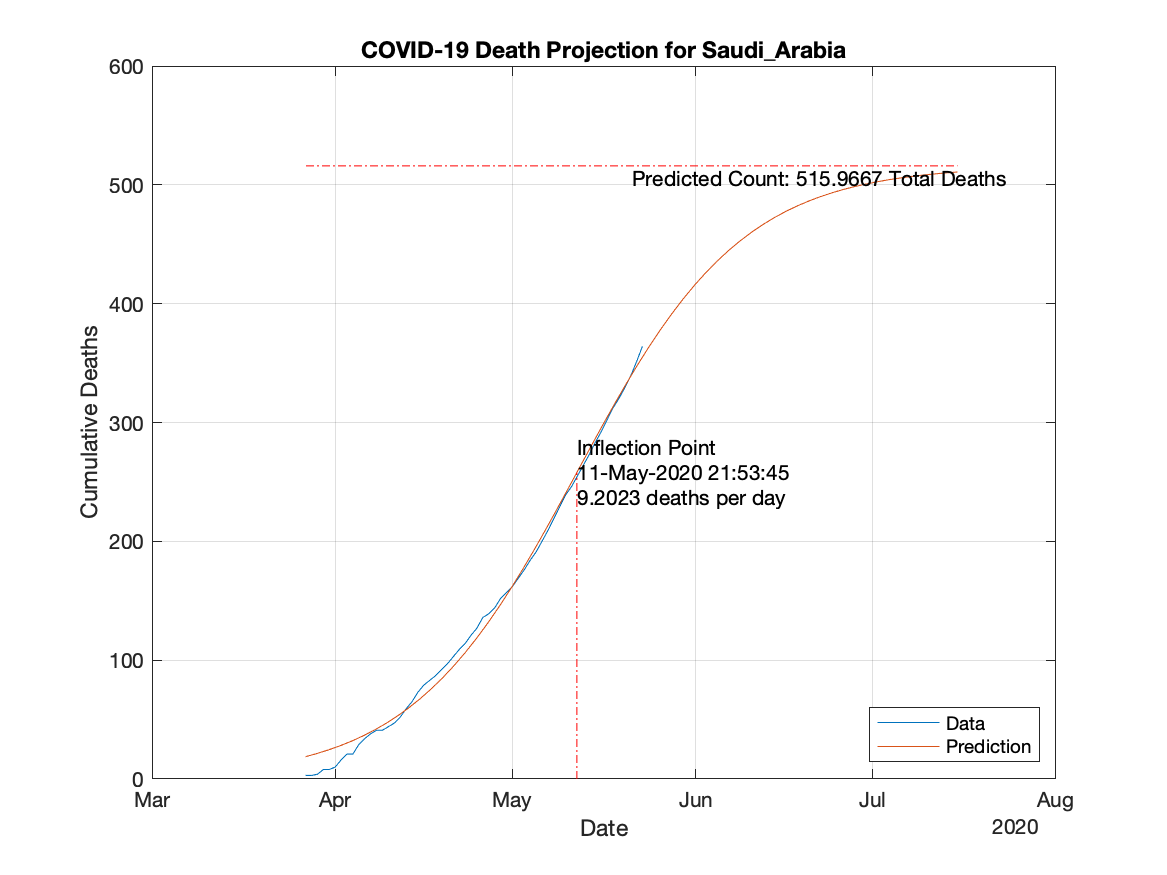 COVID-19 Death Projection for Saudi_Arabia
600
500
400
300
200
100
0
Cumulative Deaths
Predicted Count: 515.9667 Total Deaths
Inflection Point
11-May-2020 21:53:45
9.2023 deaths per day
Data
Prediction
Mar Apr May Jun Jul Aug
Date
2020